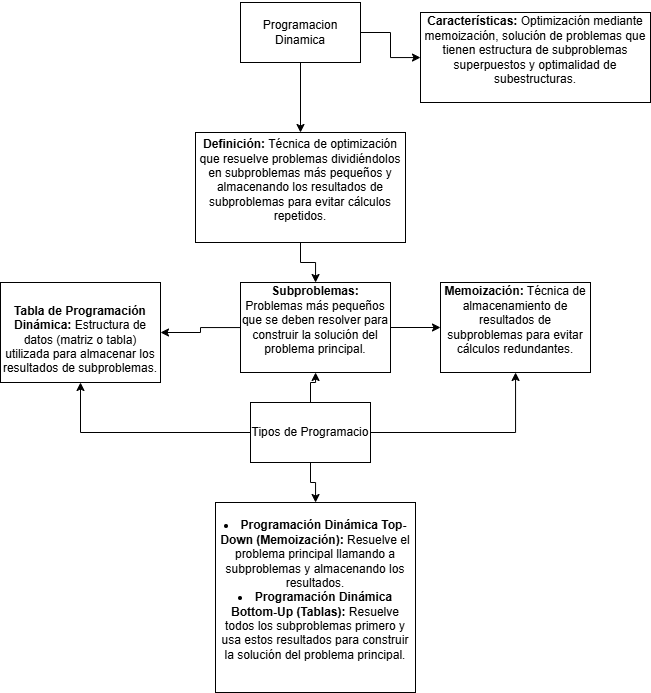 Programacion
Dinamica
Características: Optimización mediante
memoización, solución de problemas que
tienen estructura de subproblemas
superpuestos y optimalidad de
subestructuras.
Definición: Técnica de optimización
que resuelve problemas dividiéndolos
en subproblemas más pequeños y
almacenando los resultados de
subproblemas para evitar cálculos
repetidos.
Tabla de Programación
Dinámica: Estructura de
datos (matriz o tabla)
utilizada para almacenar los
resultados de subproblemas.
Subproblemas:
Problemas más pequeños
que se deben resolver para
construir la solución del
problema principal.
Memoización: Técnica de
almacenamiento de
resultados de
subproblemas para evitar
cálculos redundantes.
Tipos de Programacio
• Programación Dinámica Top-
Down (Memoización): Resuelve el
problema principal llamando a
subproblemas y almacenando los
resultados.
• Programación Dinámica
Bottom-Up (Tablas): Resuelve
todos los subproblemas primero y
usa estos resultados para construir
la solución del problema principal.